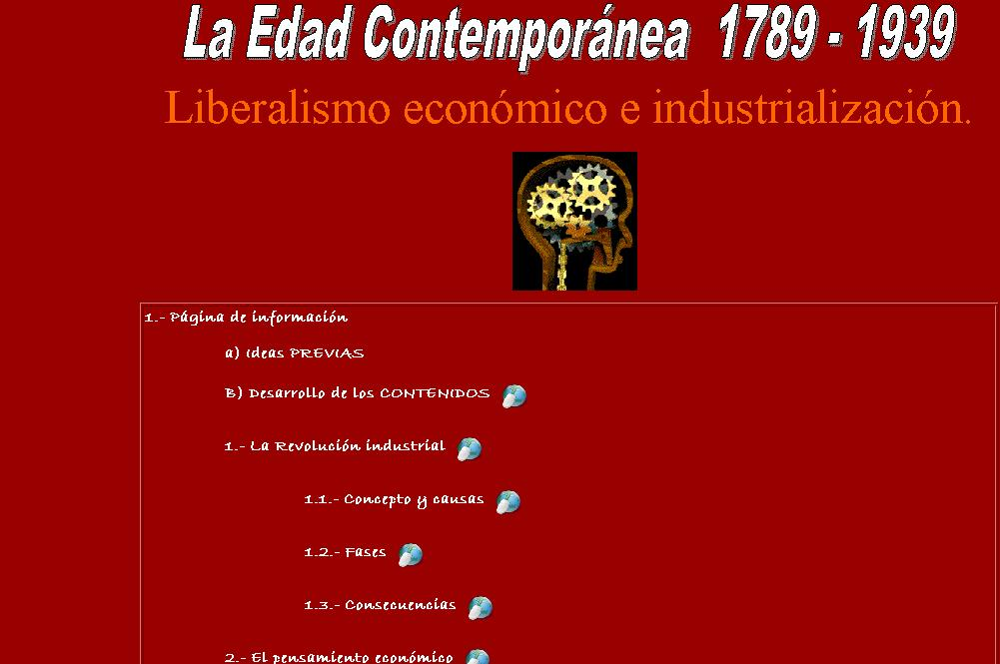 La Edad Contemporánea 1789 - 1939
Liberalismo económico e industrialización.
1.- Página de información
a) Ideas PREVIAS
B) Desarrollo de los CONTENIDOS
1.- La Revolución industrial
1.1.- Concepto y causas
1.2.- Fases
1.3.- Consecuencias
2.- El pensamiento económico